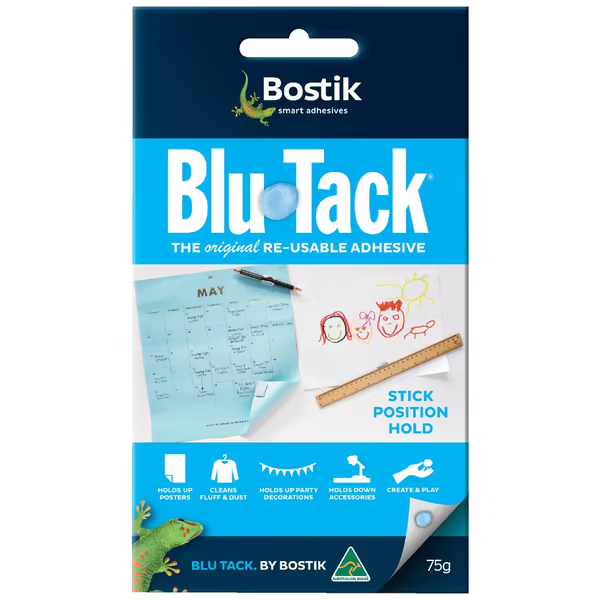 Bostik
smart adhesives
Blu Tack®
THE original RE-USABLE ADHESIVE
MAY
STICK
POSITION
HOLD
HOLDS UP
POSTERS
CLEANS
FLUFF & DUST
HOLDS UP PARTY
DECORATIONS
HOLDS DOWN
ACCESSORIES
CREATE & PLAY
BLU TACK. BY BOSTIK
AUSTRALIAN MADE
75g